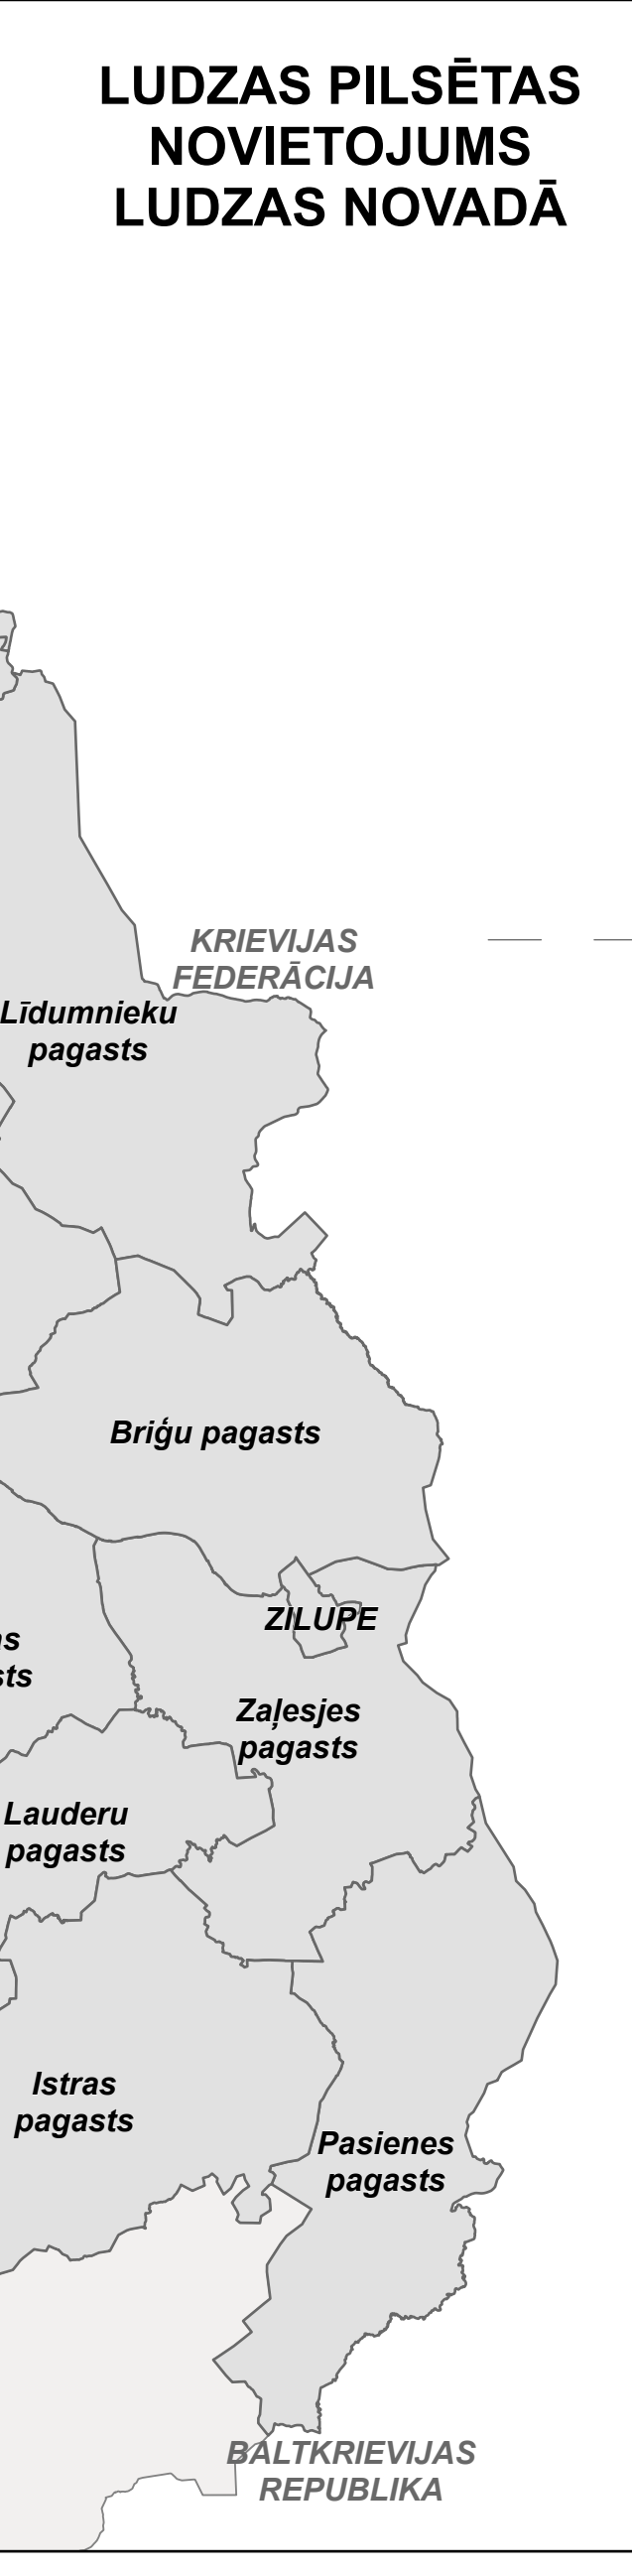 LUDZAS PILSĒTAS
NOVIETOJUMS
LUDZAS NOVADĀ
KRIEVIJAS
FEDERĀCIJA
Līdumnieku
pagasts
Briģu pagasts
ZILUPE
Zaļesjes
pagasts
Lauderu
pagasts
Istras
pagasts
Pasienes
pagasts
BALTKRIEVIJAS
REPUBLIKA